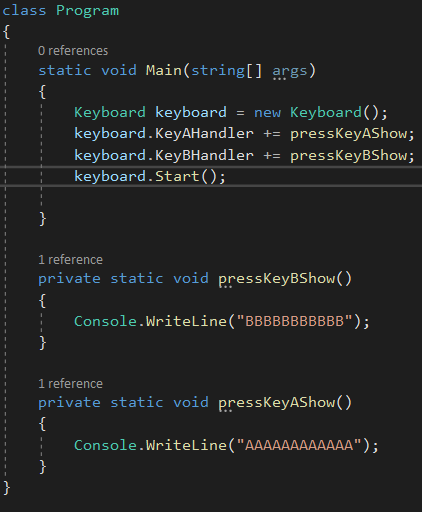 class Program
{
0 references
static void Main(string[] args)
{
Keyboard keyboard = new Keyboard();
keyboard.KeyAHandler += pressKeyAShow;
keyboard.KeyBHandler += pressKeyBShow;
keyboard.Start();
}
1 reference
private static void pressKeyBShow()
{
Console.WriteLine("BBBBBBBBBBB");
}
1 reference
private static void pressKeyAShow()
{
Console.WriteLine("AAAAAAAAAAAA");
}
}